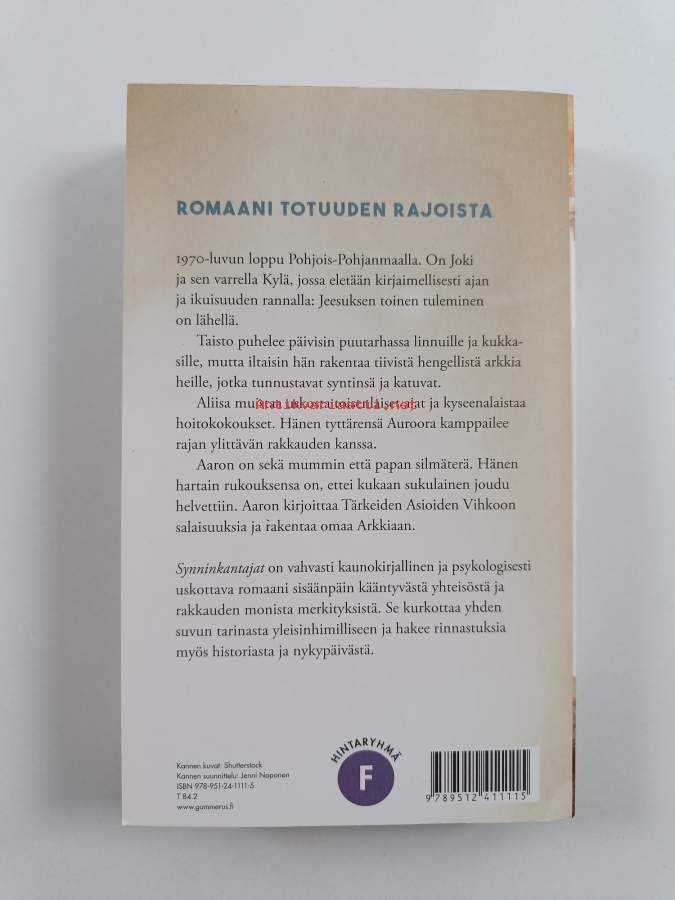 ROMAANI TOTUUDEN RAJOISTA
1970-luvun loppu Pohjois-Pohjanmaalla. On Joki
ja sen varrella Kylä, jossa eletään kirjaimellisesti ajan
ja ikuisuuden rannalla: Jeesuksen toinen tuleminen
on lähellä.
Taisto puhelee päivisin puutarhassa linnuille ja kukka-
sille, mutta iltaisin hän rakentaa tiivistä hengellistä arkkia
heille, jotka tunnustavat syntinsä ja katuvat.
Aliisa muistaa uskosta toisenlaiset ajat ja kyseenalaistaa
hoitokokoukset. Hänen tyttärensä Auroora kamppailee
rajan ylittävän rakkauden kanssa.
Aaron on sekä mummin että papan silmäterä. Hänen
hartain rukouksensa on, ettei kukaan sukulainen joudu
helvettiin. Aaron kirjoittaa Tärkeiden Asioiden Vihkoon
salaisuuksia ja rakentaa omaa Arkkiaan.
Synninkantajat on vahvasti kaunokirjallinen ja psykologisesti
uskottava romaani sisäänpäin kääntyvästä yhteisöstä ja
rakkauden monista merkityksistä. Se kurkottaa yhden
suvun tarinasta yleisinhimilliseen ja hakee rinnastuksia
myös historiasta ja nykypäivästä.
Kannen kuvat: Shutterstock
Kannen suunnittelu: Jenni Noponen
ISBN 978-951-24-1111-5
T 84.2
www.gummerus.fi
HINTARYHMÄ
F
9 789512 411115